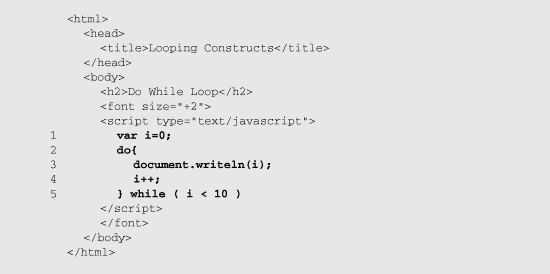 <html>
<head>
<title>Looping Constructs</title>
</head>
<body>
<h2>Do While Loop</h2>
<font size="+2">
<script type="text/javascript">
1 var i=0;
2 do{
3 document.writeln(i);
4 i++;
5 } while ( i < 10 )
</script>
</font>
</body>
</html>